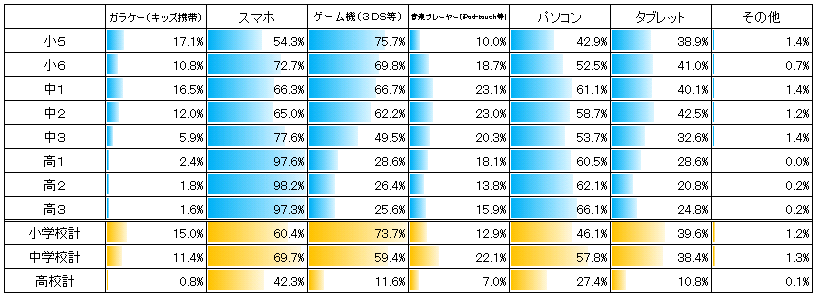 ガラケー(キッズ携帯) スマホ ゲーム機(3DS等) 音楽プレーヤー(iPod-touch等) パソコン タブレット その他
小5 17.1% 54.3% 75.7% 10.0% 42.9% 38.9% 1.4%
小6 10.8% 72.7% 69.8% 18.7% 52.5% 41.0% 0.7%
中1 16.5% 66.3% 66.7% 23.1% 61.1% 40.1% 1.4%
中2 12.0% 65.0% 62.2% 23.0% 58.7% 42.5% 1.2%
中3 5.9% 77.6% 49.5% 20.3% 53.7% 32.6% 1.4%
高1 2.4% 97.6% 28.6% 18.1% 60.5% 28.6% 0.0%
高2 1.8% 98.2% 26.4% 13.8% 62.1% 20.8% 0.2%
高3 1.6% 97.3% 25.6% 15.9% 66.1% 24.8% 0.2%
小学校計 15.0% 60.4% 73.7% 12.9% 46.1% 39.6% 1.2%
中学校計 11.4% 69.7% 59.4% 22.1% 57.8% 38.4% 1.3%
高校計 0.8% 42.3% 11.6% 7.0% 27.4% 10.8% 0.1%